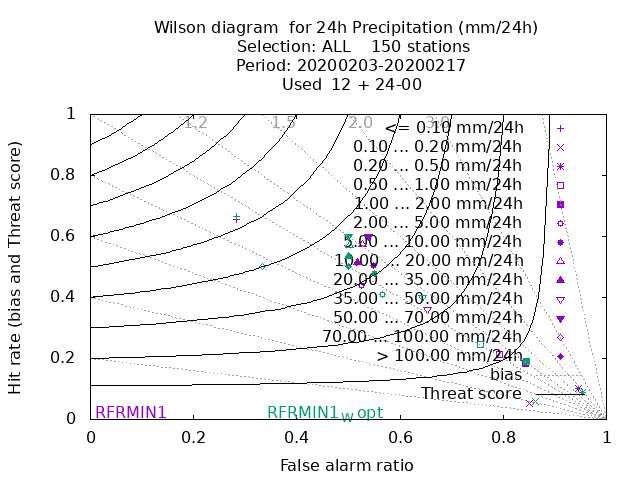 Wilson diagram  for 24h Precipitation (mm/24h)
Selection: ALL    150 stations
Period: 20200203-20200217
Used  12 + 24-00
1.2 1.5 2.0 3.0
<= 0.10 mm/24h
0.10 ... 0.20 mm/24h
0.20 ... 0.50 mm/24h
0.50 ... 1.00 mm/24h
1.00 ... 2.00 mm/24h
2.00 ... 5.00 mm/24h
5.00 ... 10.00 mm/24h
10.00 ... 20.00 mm/24h
20.00 ... 35.00 mm/24h
35.00 ... 50.00 mm/24h
50.00 ... 70.00 mm/24h
70.00 ... 100.00 mm/24h
> 100.00 mm/24h
bias
Threat score
Hit rate (bias and Threat score)
1
0.8
0.6
0.4
0.2
0
RFRMIN1 RFRMIN1W opt
0 0.2 0.4 0.6 0.8 1
False alarm ratio